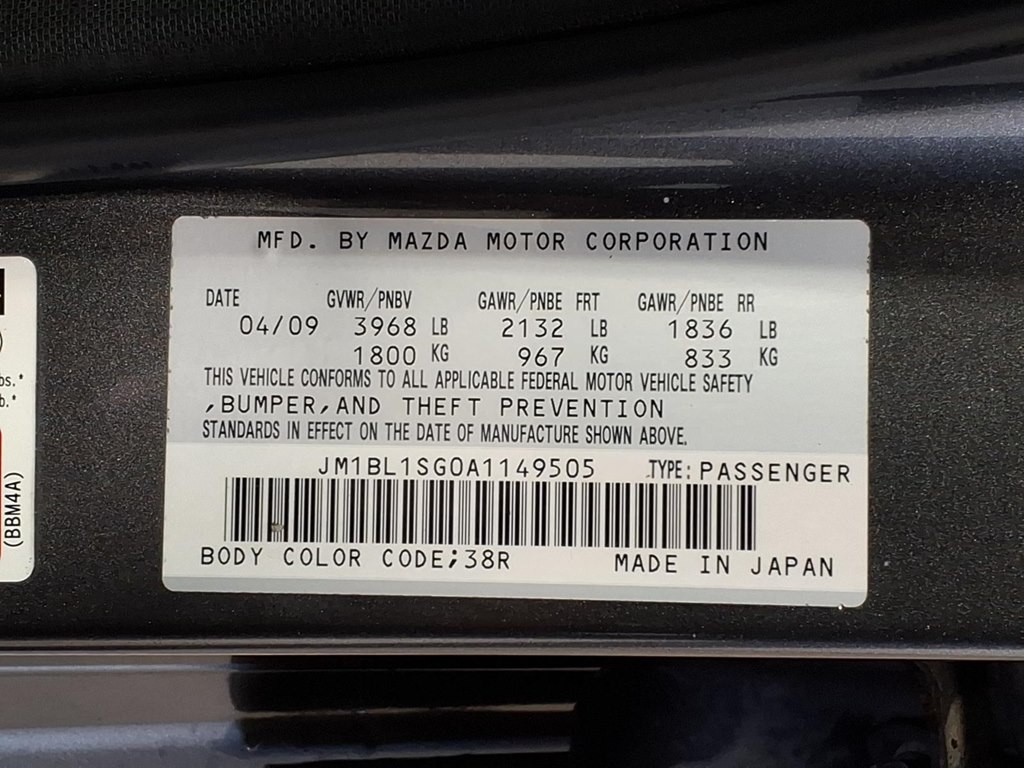 MFD. BY MAZDA MOTOR CORPORATION
DATE GVWR/PNBV GAWR/PNBE FRT GAWR/PNBE RR
04/09 3968 LB 2132 LB 1836 LB
1800 KG 967 KG 833 KG
THIS VEHICLE CONFORMS TO ALL APPLICABLE FEDERAL MOTOR VEHICLE SAFETY
,BUMPER,AND THEFT PREVENTION
STANDARDS IN EFFECT ON THE DATE OF MANUFACTURE SHOWN ABOVE.
JM1BL1SG0A1149505 TYPE: PASSENGER
BODY COLOR CODE;38R MADE IN JAPAN
(BBM4A)